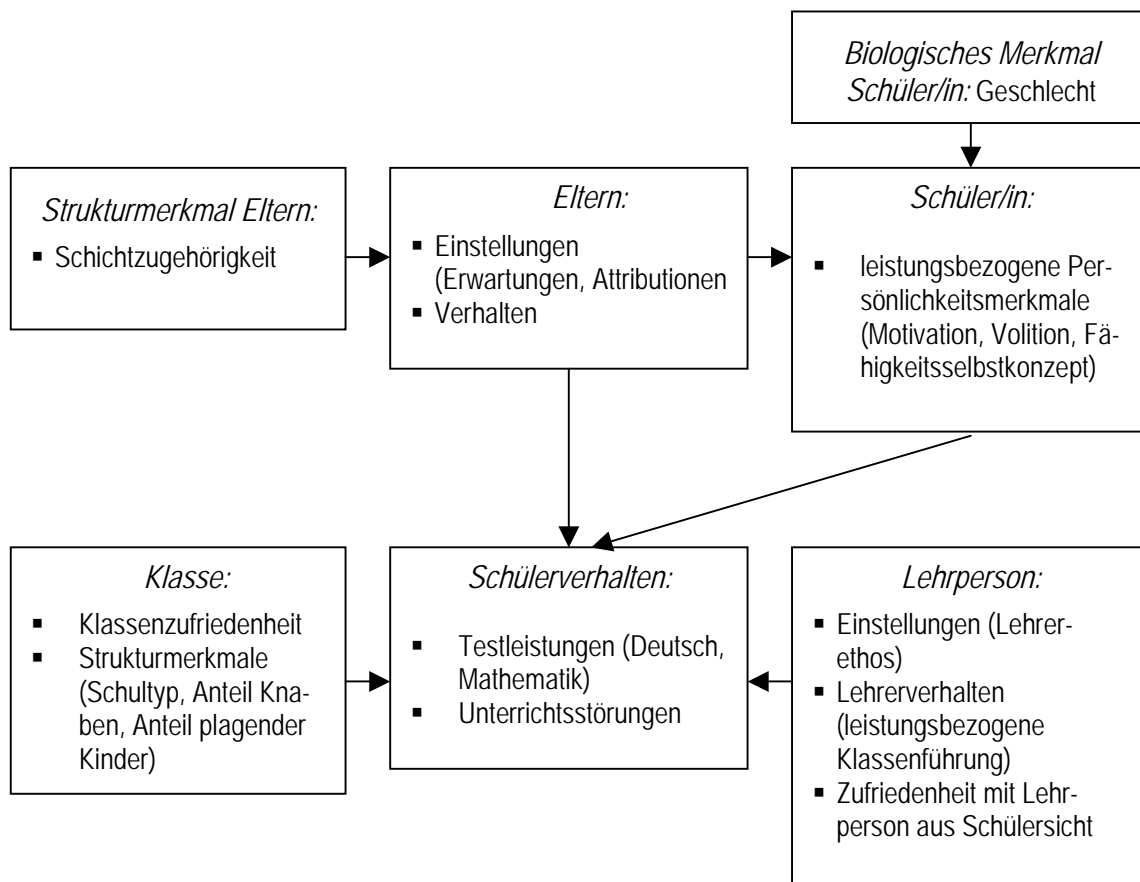 Biologisches Merkmal
Schüler/in: Geschlecht
Strukturmerkmal Eltern:
▪ Schichtzugehörigkeit
Eltern:
▪ Einstellungen
(Erwartungen, Attributionen
▪ Verhalten
Schüler/in:
▪ leistungsbezogene Per-
sönlichkeitsmerkmale
(Motivation, Volition, Fä-
higkeitsselbstkonzept)
Klasse:
▪ Klassenzufriedenheit
▪ Strukturmerkmale
(Schultyp, Anteil Kna-
ben, Anteil plagender
Kinder)
Schülerverhalten:
▪ Testleistungen (Deutsch,
Mathematik)
▪ Unterrichtsstörungen
Lehrperson:
▪ Einstellungen (Lehrer-
ethos)
▪ Lehrerverhalten
(leistungsbezogene
Klassenführung)
▪ Zufriedenheit mit Lehr-
person aus Schülersicht